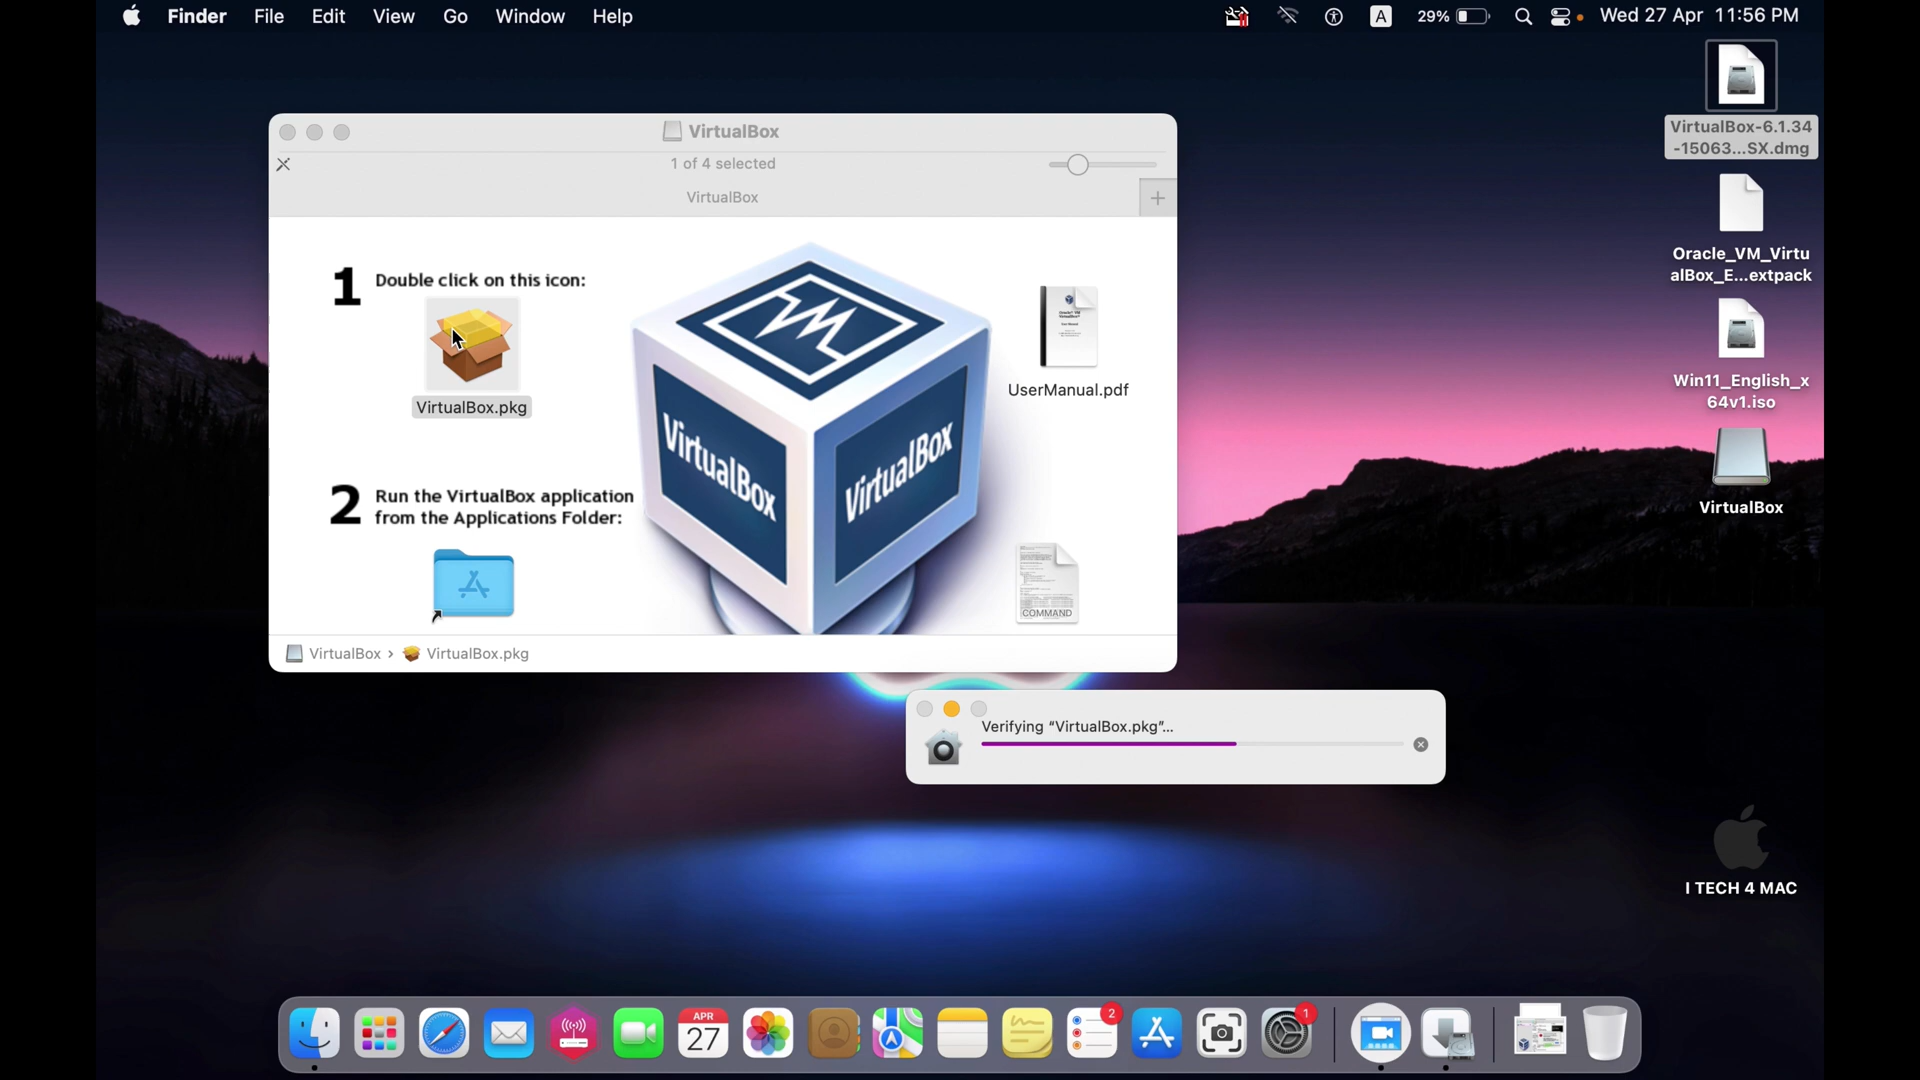 Finder File Edit View Go Window Help
A 29% Wed 27 Apr 11:56 PM
VirtualBox
1 of 4 selected
VirtualBox
1 Double click on this icon:
VirtualBox.pkg
UserManual.pdf
VirtualBox
VirtualBox
2 Run the VirtualBox application
from the Applications Folder:
COMMAND
VirtualBox › VirtualBox.pkg
Verifying “VirtualBox.pkg”...
VirtualBox-6.1.34
-15063...SX.dmg
Oracle_VM_Virtu
alBox_E...extpack
Win11_English_x
64v1.iso
VirtualBox
I TECH 4 MAC
APR
27
2
1